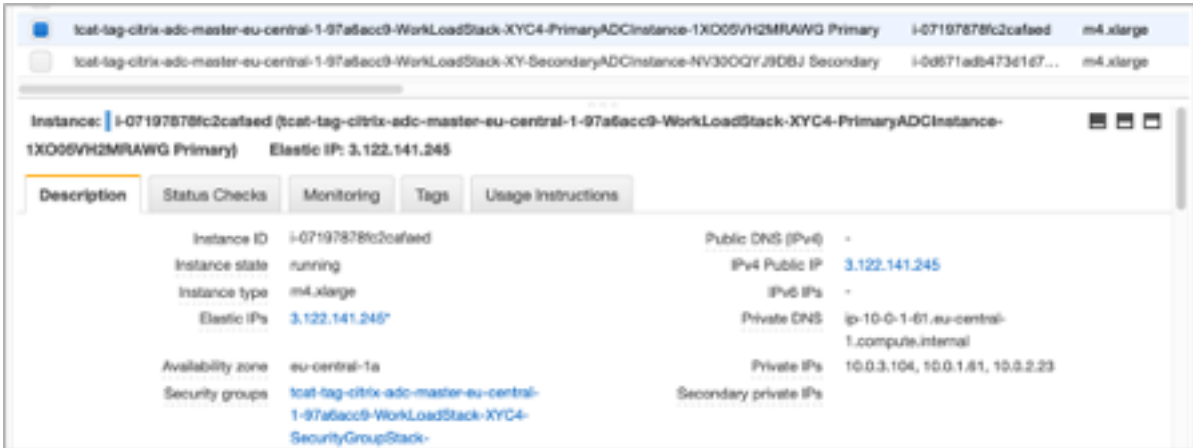 tcat-tag-citrix-adc-master-eu-central-1-97a6acc9-WorkLoadStack-XYC4-PrimaryADCInstance-1XO05VH2MRAWG Primary i-07197878fc2cafaed m4.xlarge
tcat-tag-citrix-adc-master-eu-central-1-97a6acc9-WorkLoadStack-XY-SecondaryADCInstance-NV30OQYJ9DBJ Secondary i-0d671adb473d1d7... m4.xlarge
Instance: i-07197878fc2cafaed (tcat-tag-citrix-adc-master-eu-central-1-97a6acc9-WorkLoadStack-XYC4-PrimaryADCInstance-
1XO05VH2MRAWG Primary) Elastic IP: 3.122.141.245
Description Status Checks Monitoring Tags Usage Instructions
Instance ID i-07197878fc2cafaed Public DNS (IPv4) -
Instance state running IPv4 Public IP 3.122.141.245
Instance type m4.xlarge IPv6 IPs -
Elastic IPs 3.122.141.245* Private DNS ip-10-0-1-61.eu-central-
1.compute.internal
Availability zone eu-central-1a Private IPs 10.0.3.104, 10.0.1.61, 10.0.2.23
Security groups tcat-tag-citrix-adc-master-eu-central- Secondary private IPs
1-97a6acc9-WorkLoadStack-XYC4-
SecurityGroupStack-